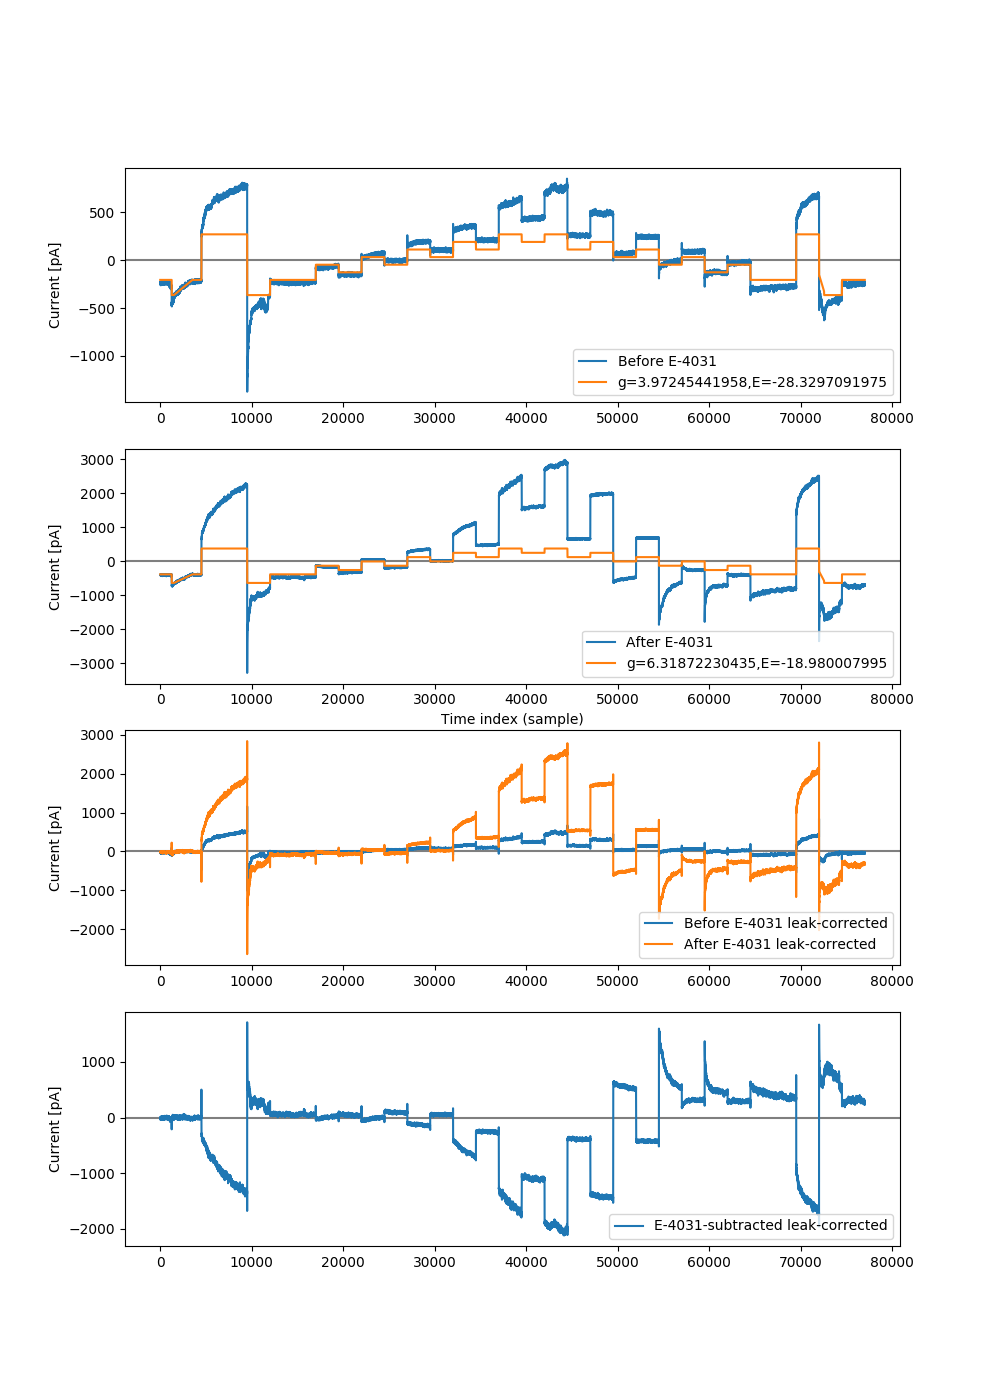 500
0
−500
−1000
Current [pA]
Before E-4031
g=3.97245441958,E=-28.3297091975
0 10000 20000 30000 40000 50000 60000 70000 80000
3000
2000
1000
0
−1000
−2000
−3000
Current [pA]
After E-4031
g=6.31872230435,E=-18.980007995
0 10000 20000 30000 40000 50000 60000 70000 80000
Time index (sample)
3000
2000
1000
0
−1000
−2000
Current [pA]
Before E-4031 leak-corrected
After E-4031 leak-corrected
0 10000 20000 30000 40000 50000 60000 70000 80000
1000
0
−1000
−2000
Current [pA]
E-4031-subtracted leak-corrected
0 10000 20000 30000 40000 50000 60000 70000 80000